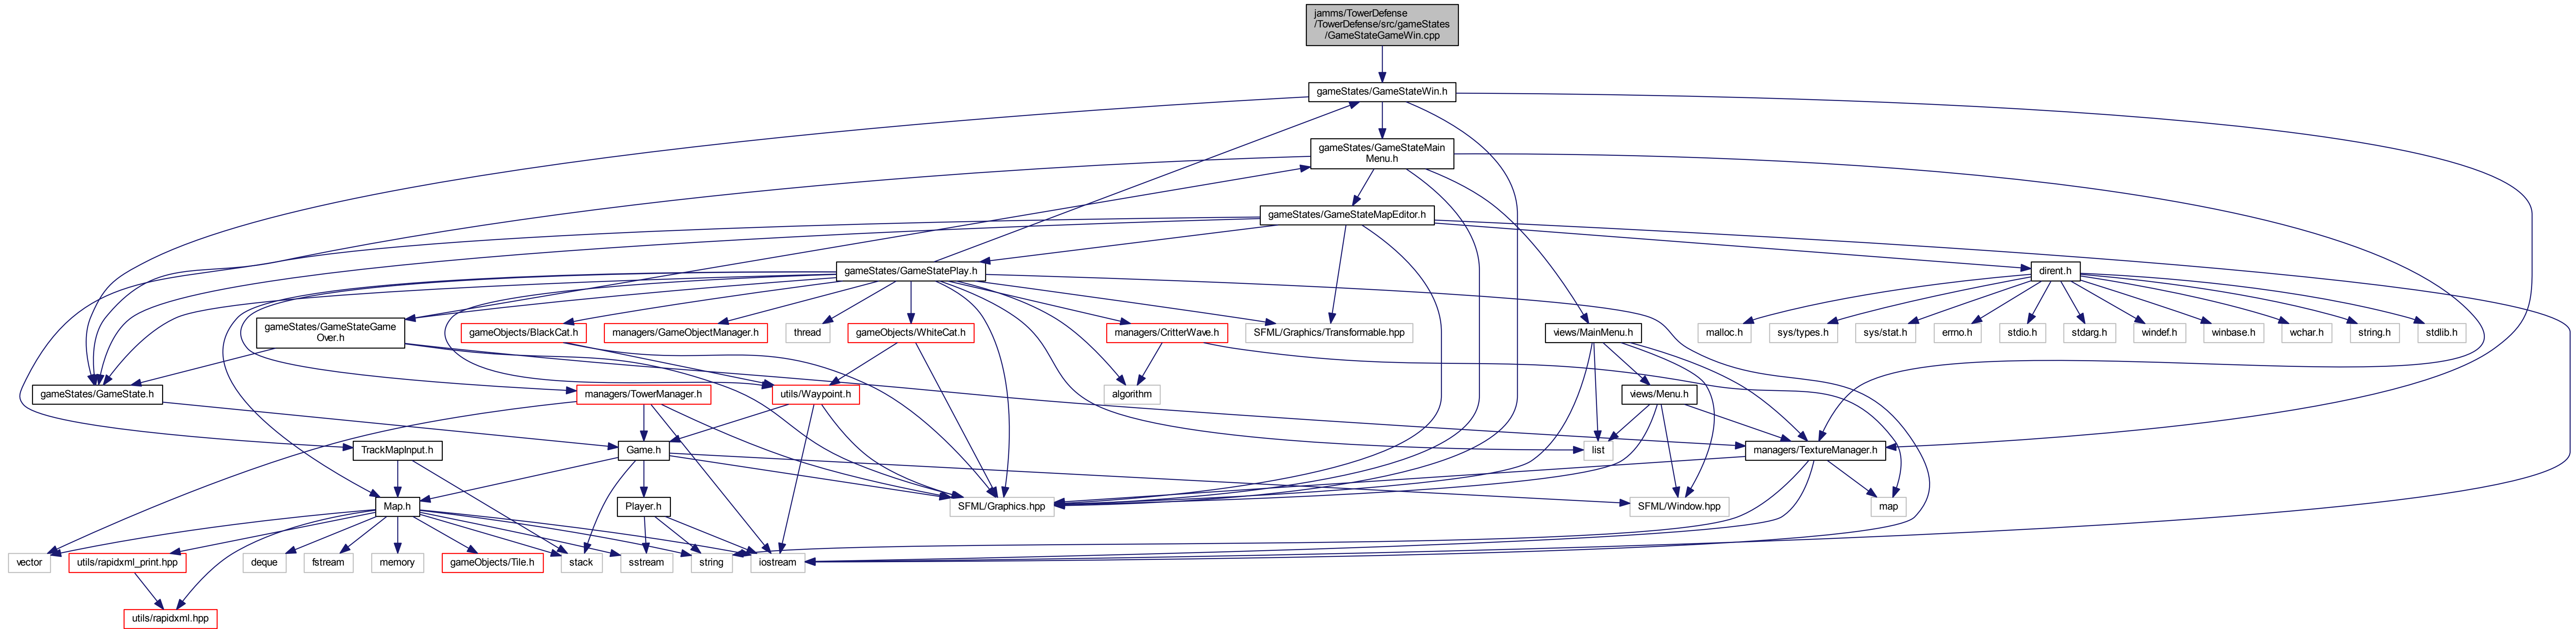 jamms/TowerDefense
/TowerDefense/src/gameStates
/GameStateGameWin.cpp
gameStates/GameStateWin.h
gameStates/GameStateMain
Menu.h
gameStates/GameStateMapEditor.h
gameStates/GameStatePlay.h
dirent.h
gameStates/GameStateGame
Over.h
gameObjects/BlackCat.h
managers/GameObjectManager.h
thread
gameObjects/WhiteCat.h
managers/CritterWave.h
SFML/Graphics/Transformable.hpp
views/MainMenu.h
malloc.h
sys/types.h
sys/stat.h
errno.h
stdio.h
stdarg.h
windef.h
winbase.h
wchar.h
string.h
stdlib.h
gameStates/GameState.h
managers/TowerManager.h
utils/Waypoint.h
algorithm
views/Menu.h
TrackMapInput.h
Game.h
list
managers/TextureManager.h
Map.h
Player.h
SFML/Graphics.hpp
SFML/Window.hpp
map
vector
utils/rapidxml_print.hpp
deque
fstream
memory
gameObjects/Tile.h
stack
sstream
string
iostream
utils/rapidxml.hpp